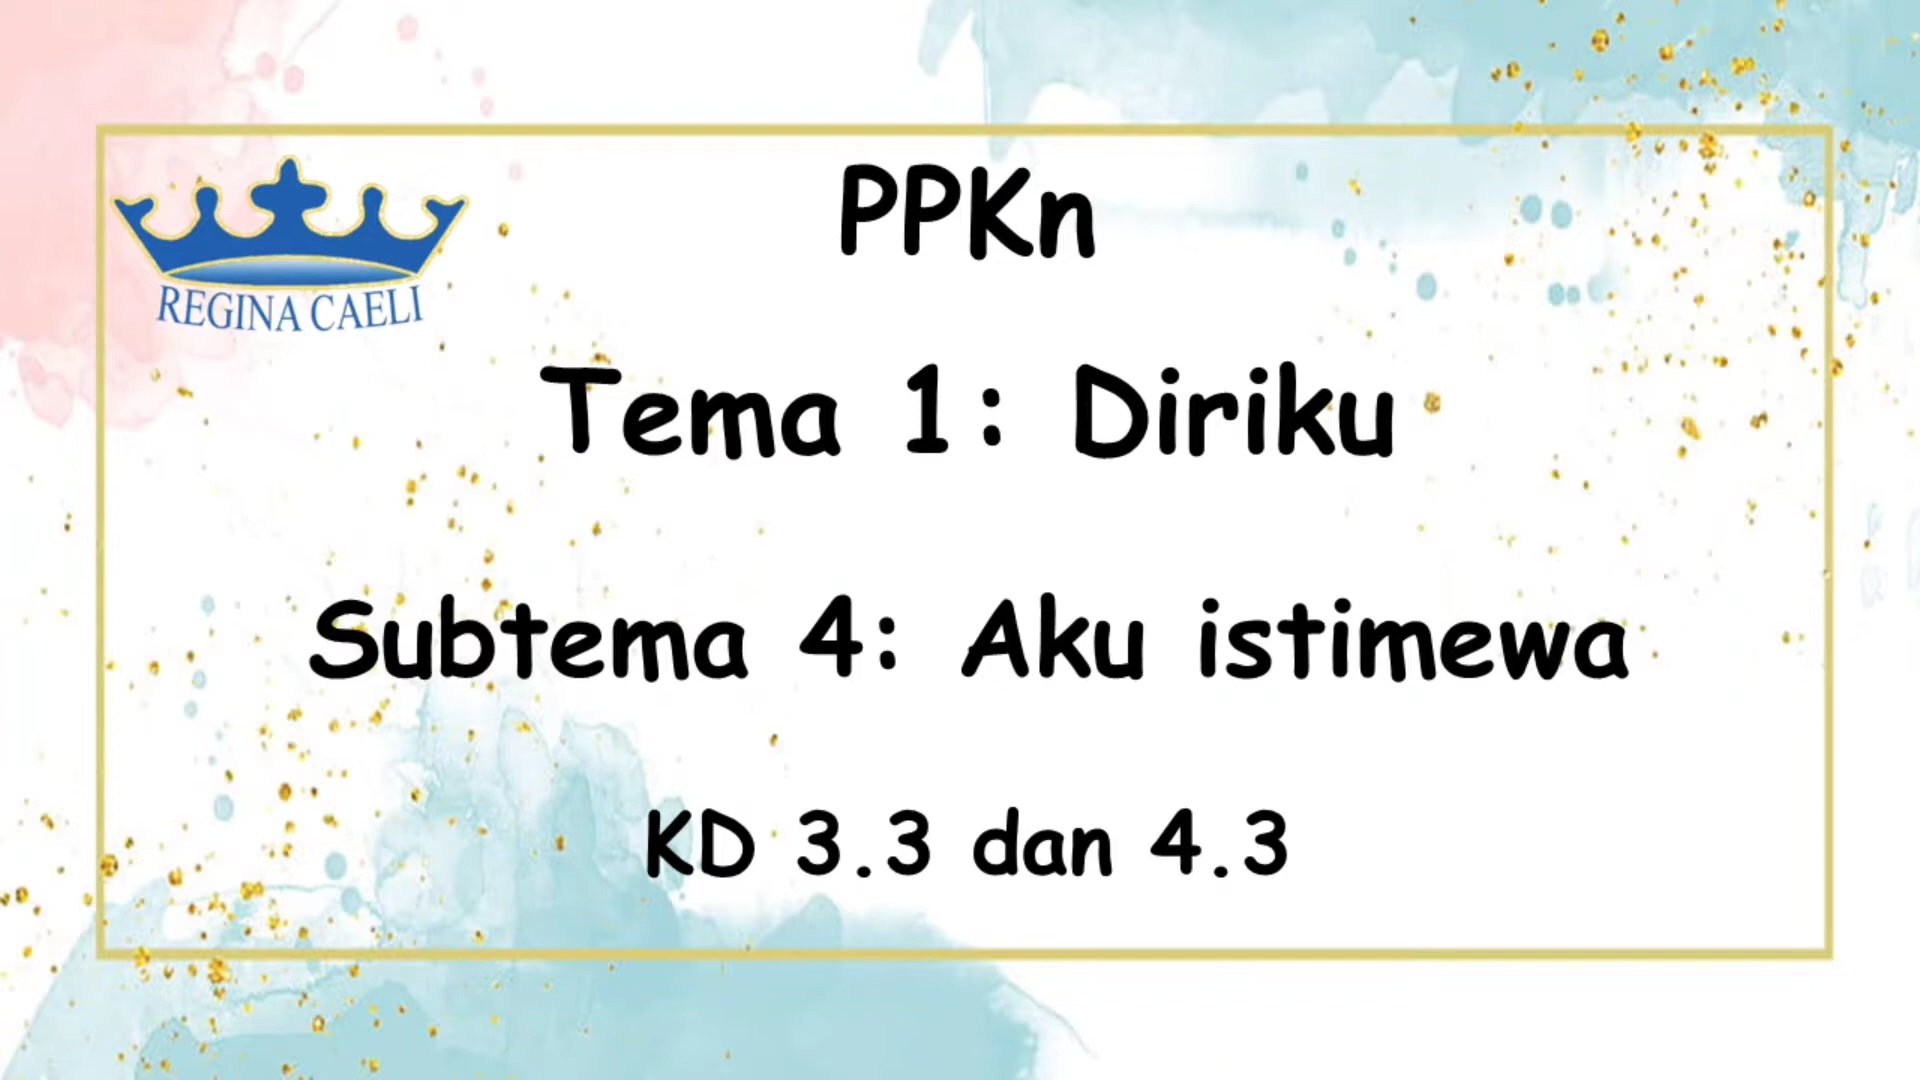 REGINA CAELI
PPKn
Tema 1: Diriku
Subtema 4: Aku istimewa
KD 3.3 dan 4.3